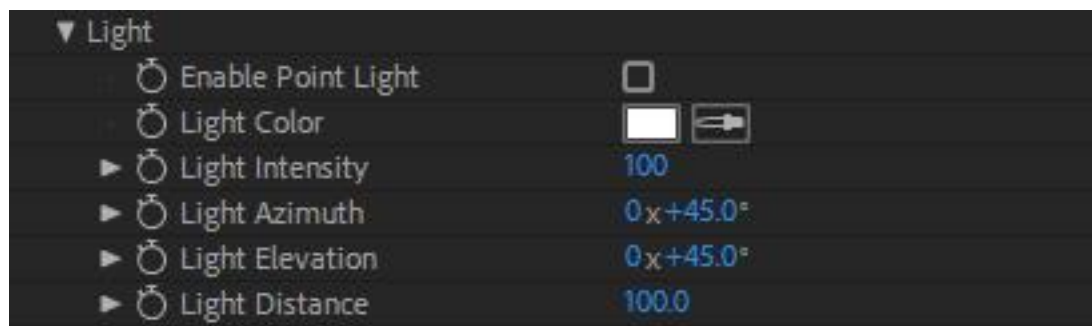 Light
Enable Point Light
Light Color
Light Intensity 100
Light Azimuth 0x+45.0°
Light Elevation 0x+45.0°
Light Distance 100.0